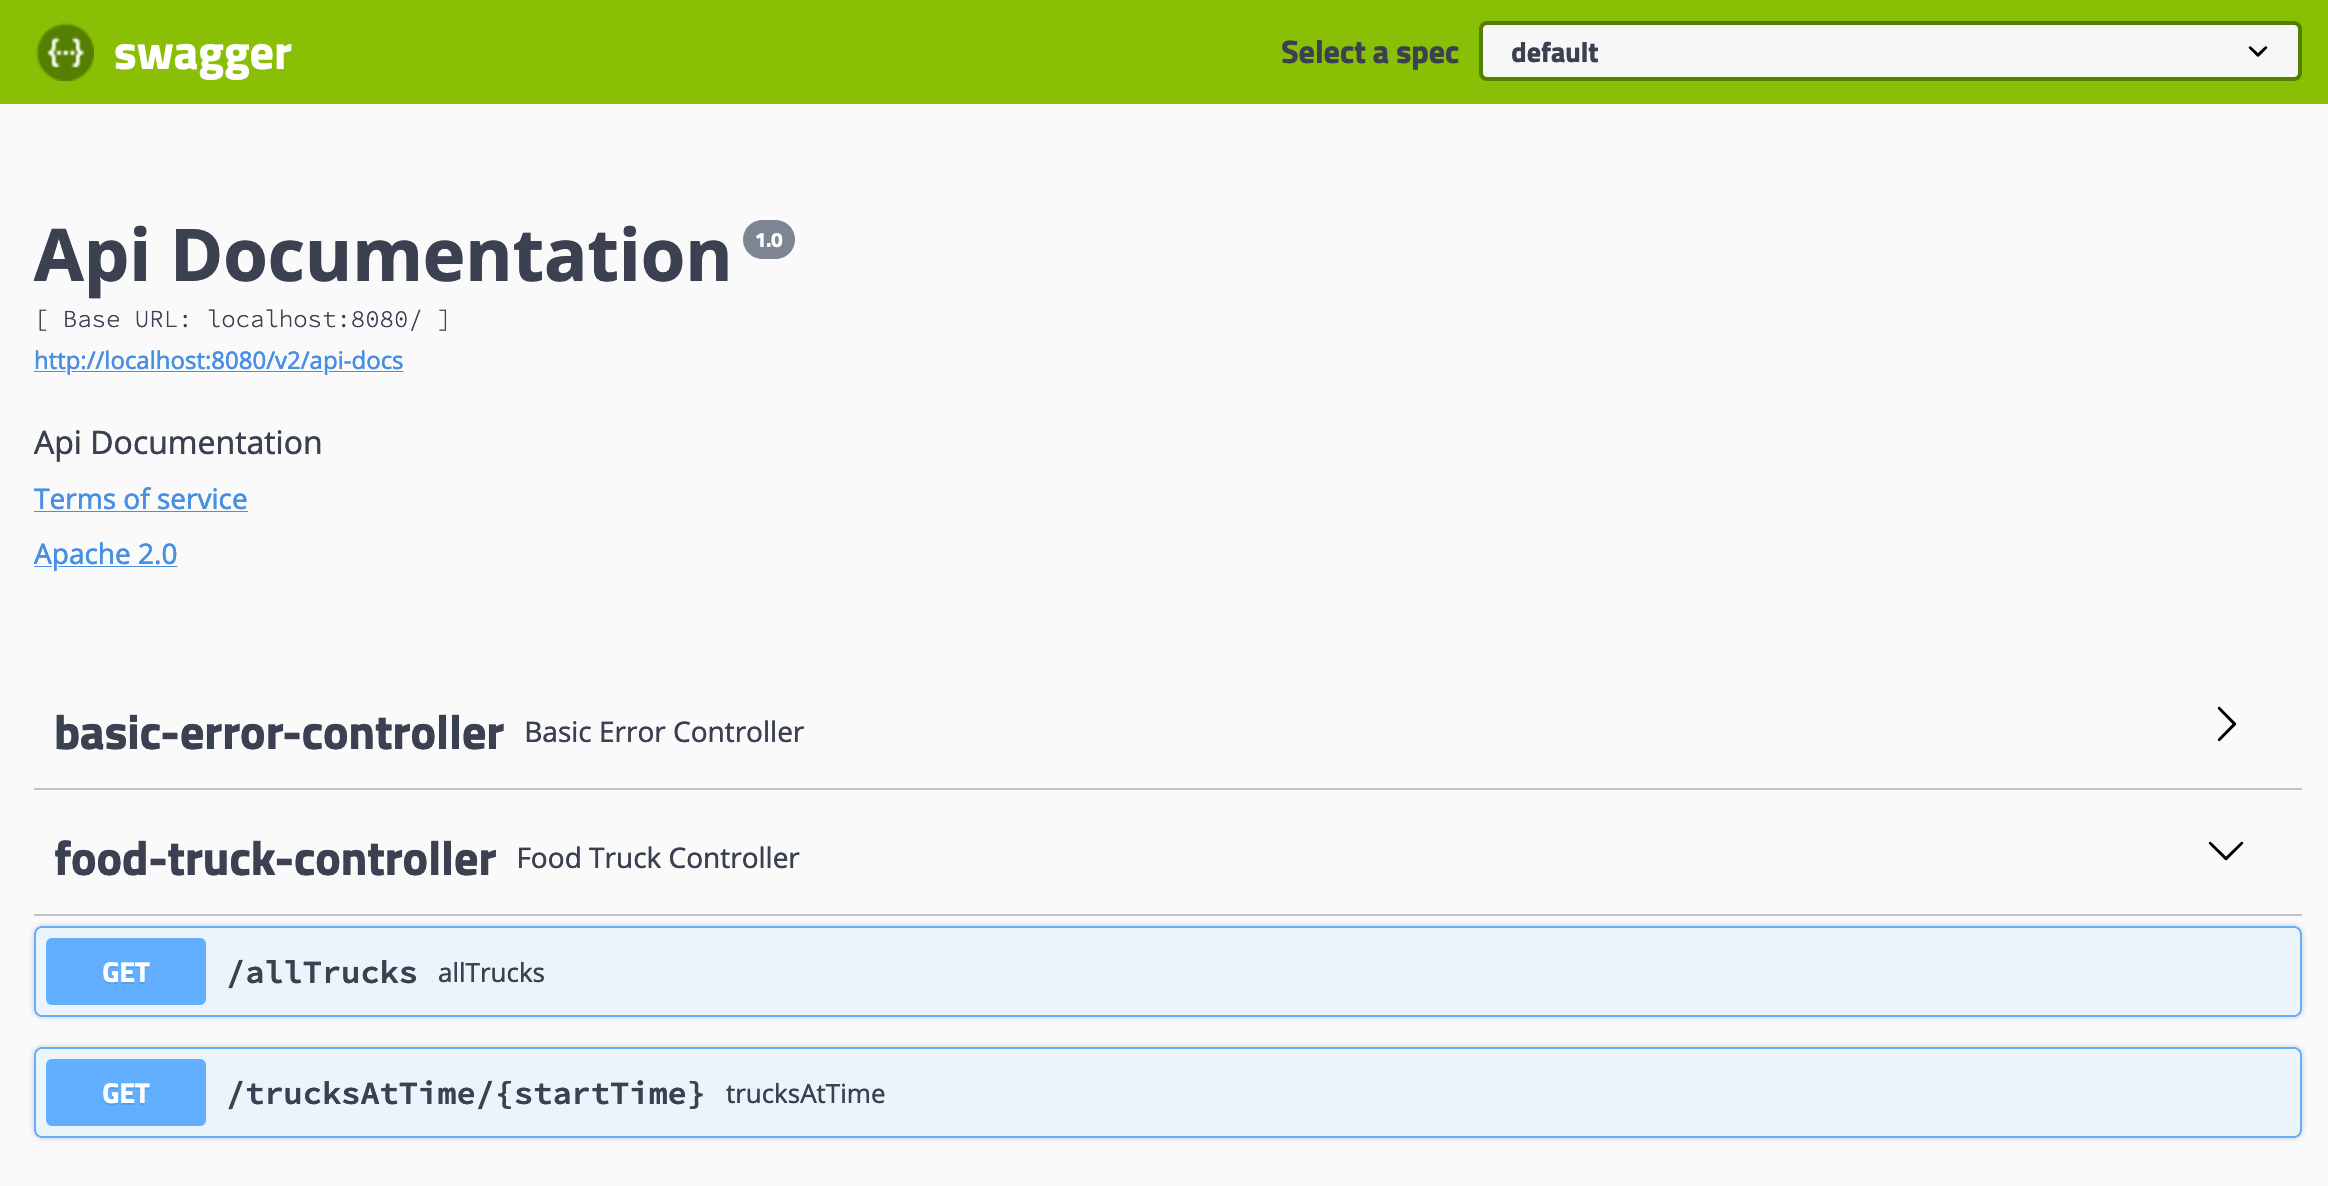 {···} swagger Select a spec default
Api Documentation 1.0
[ Base URL: localhost:8080/ ]
http://localhost:8080/v2/api-docs
Api Documentation
Terms of service
Apache 2.0
basic-error-controller Basic Error Controller
food-truck-controller Food Truck Controller
GET /allTrucks allTrucks
GET /trucksAtTime/{startTime} trucksAtTime